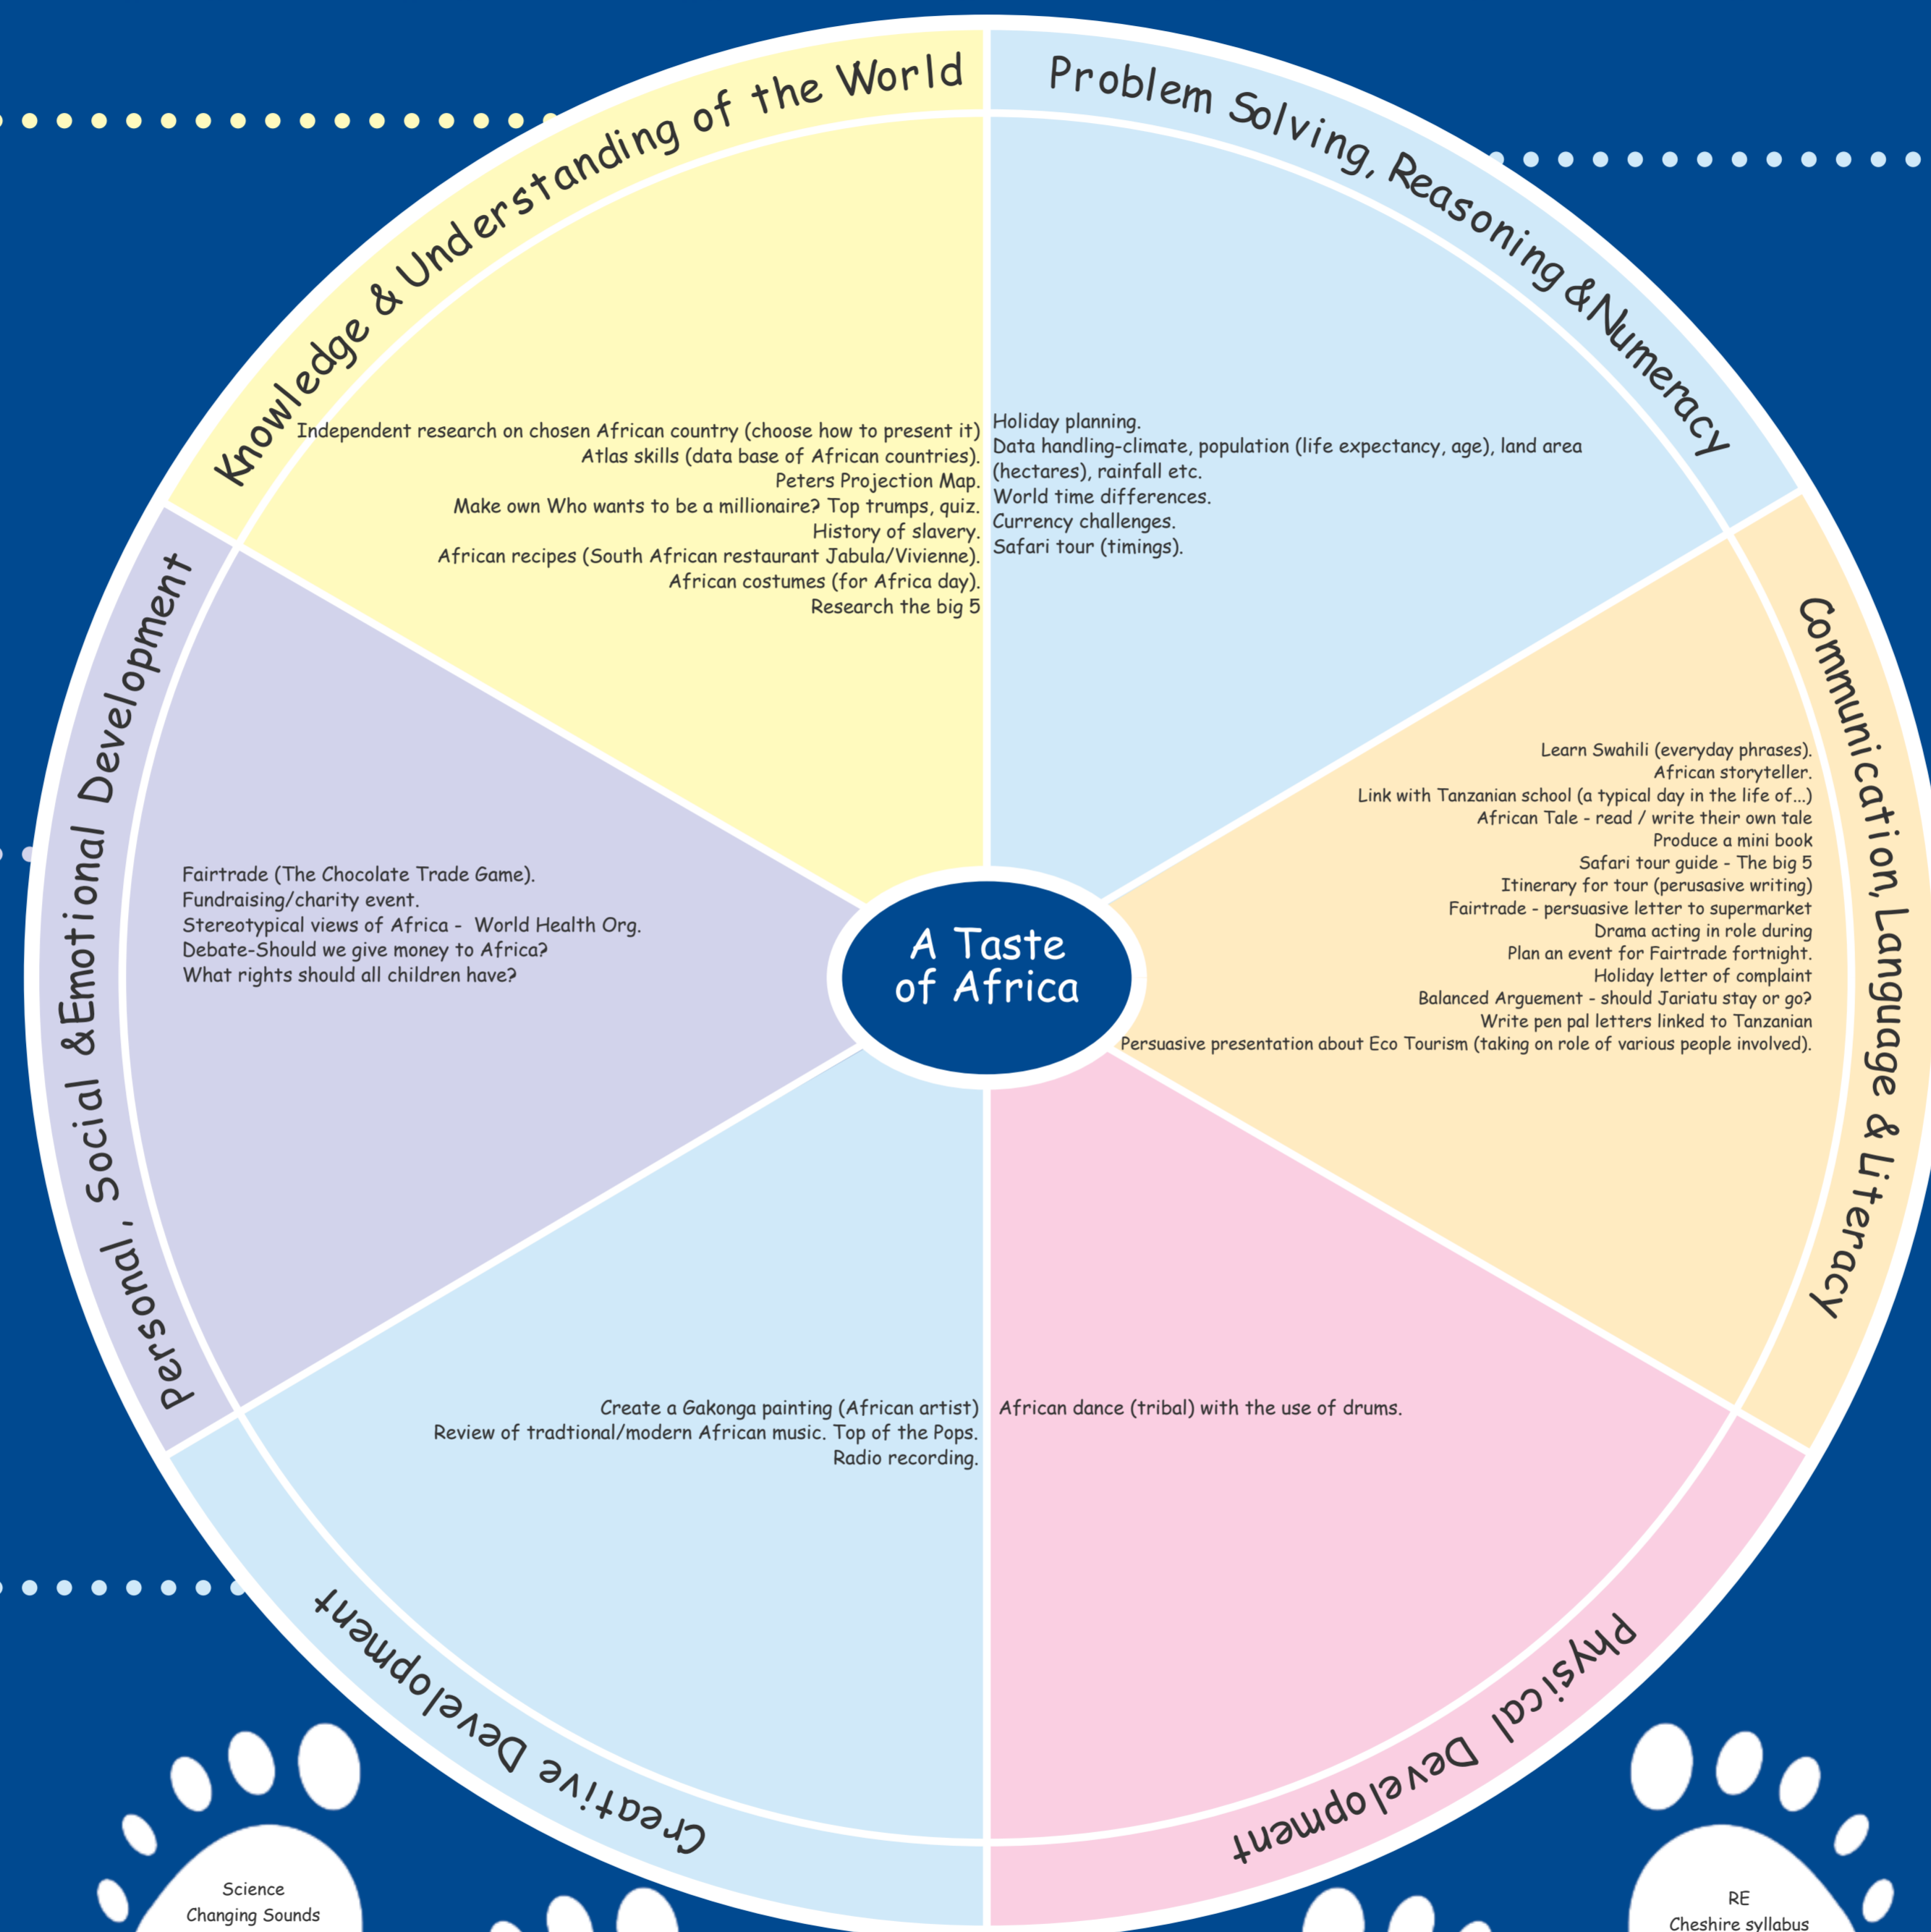 Knowledge & Understanding of the World
Independent research on chosen African country (choose how to present it)
Atlas skills (data base of African countries).
Peters Projection Map.
Make own Who wants to be a millionaire? Top trumps, quiz.
History of slavery.
African recipes (South African restaurant Jabula/Vivienne).
African costumes (for Africa day).
Research the big 5
Problem Solving, Reasoning &Numeracy
Holiday planning.
Data handling-climate, population (life expectancy, age), land area
(hectares), rainfall etc.
World time differences.
Currency challenges.
Safari tour (timings).
Communication, Language & Literacy
Learn Swahili (everyday phrases).
African storyteller.
Link with Tanzanian school (a typical day in the life of...)
African Tale - read / write their own tale
Produce a mini book
Safari tour guide - The big 5
Itinerary for tour (perusasive writing)
Fairtrade - persuasive letter to supermarket
Drama acting in role during
Plan an event for Fairtrade fortnight.
Holiday letter of complaint
Balanced Arguement - should Jariatu stay or go?
Write pen pal letters linked to Tanzanian
Persuasive presentation about Eco Tourism (taking on role of various people involved).
Personal, Social &Emotional Development
Fairtrade (The Chocolate Trade Game).
Fundraising/charity event.
Stereotypical views of Africa - World Health Org.
Debate-Should we give money to Africa?
What rights should all children have?
A Taste
of Africa
Creative Development
Create a Gakonga painting (African artist)
Review of tradtional/modern African music. Top of the Pops.
Radio recording.
Physical Development
African dance (tribal) with the use of drums.
Science
Changing Sounds
RE
Cheshire syllabus